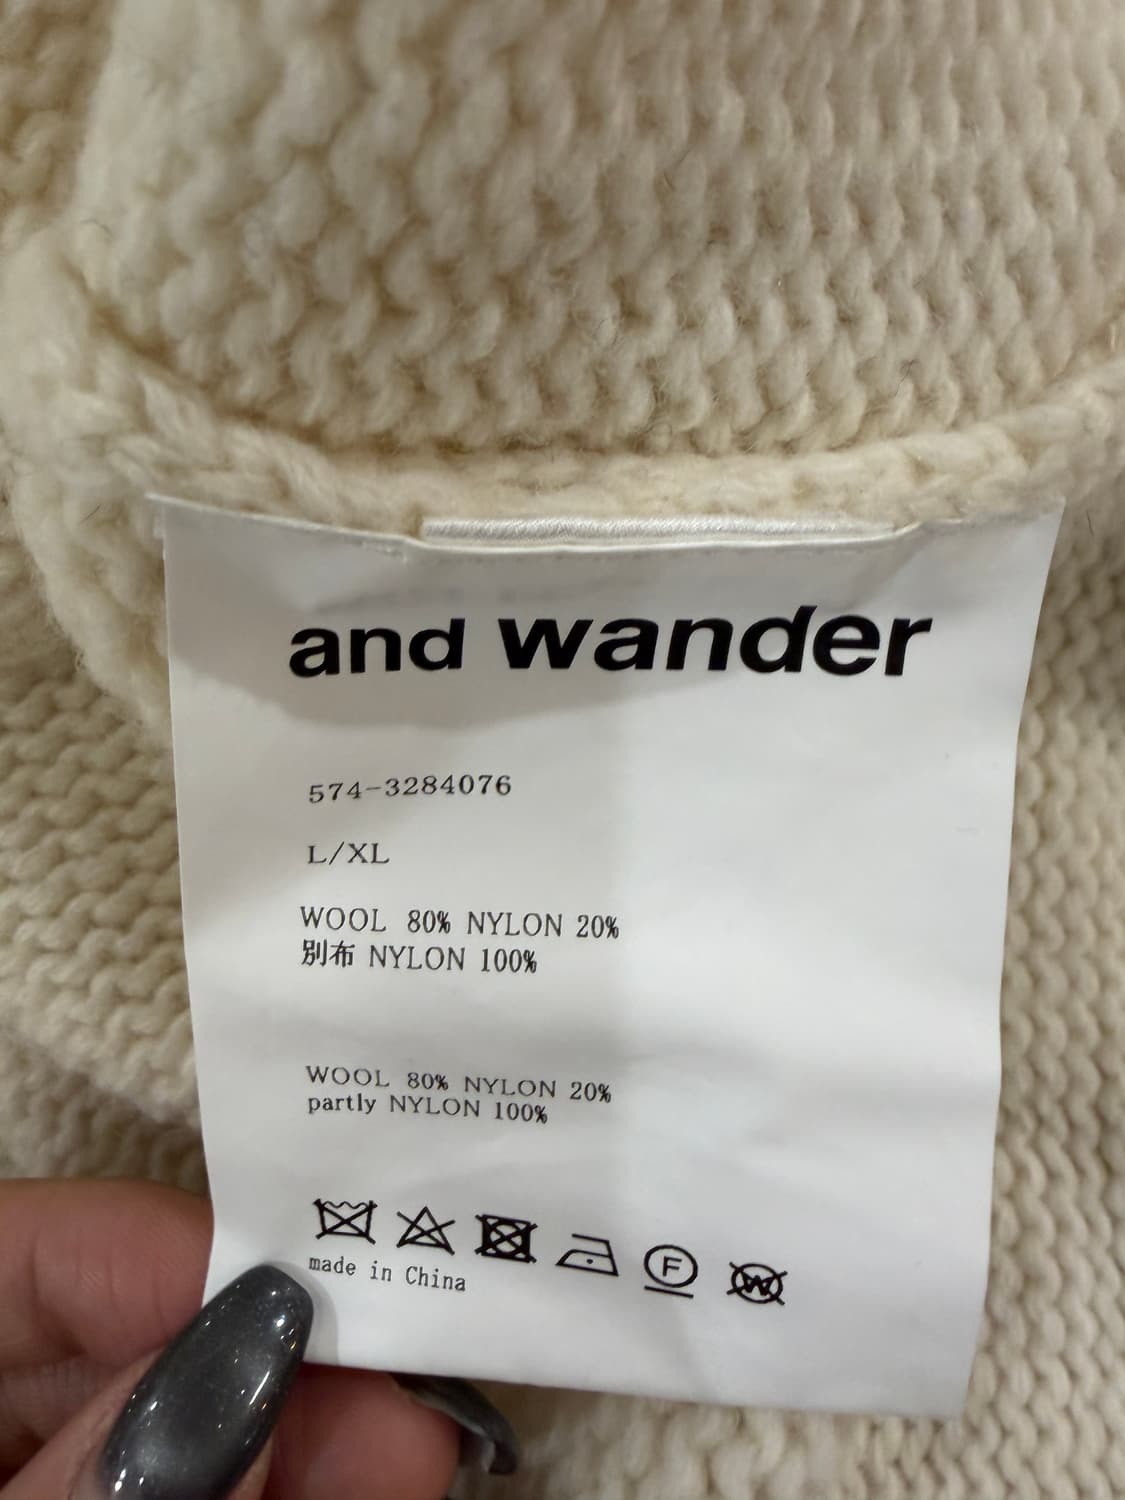 and wander
574-3284076
L/XL
WOOL 80% NYLON 20%
別布 NYLON 100%
WOOL 80% NYLON 20%
partly NYLON 100%
F W
made in China